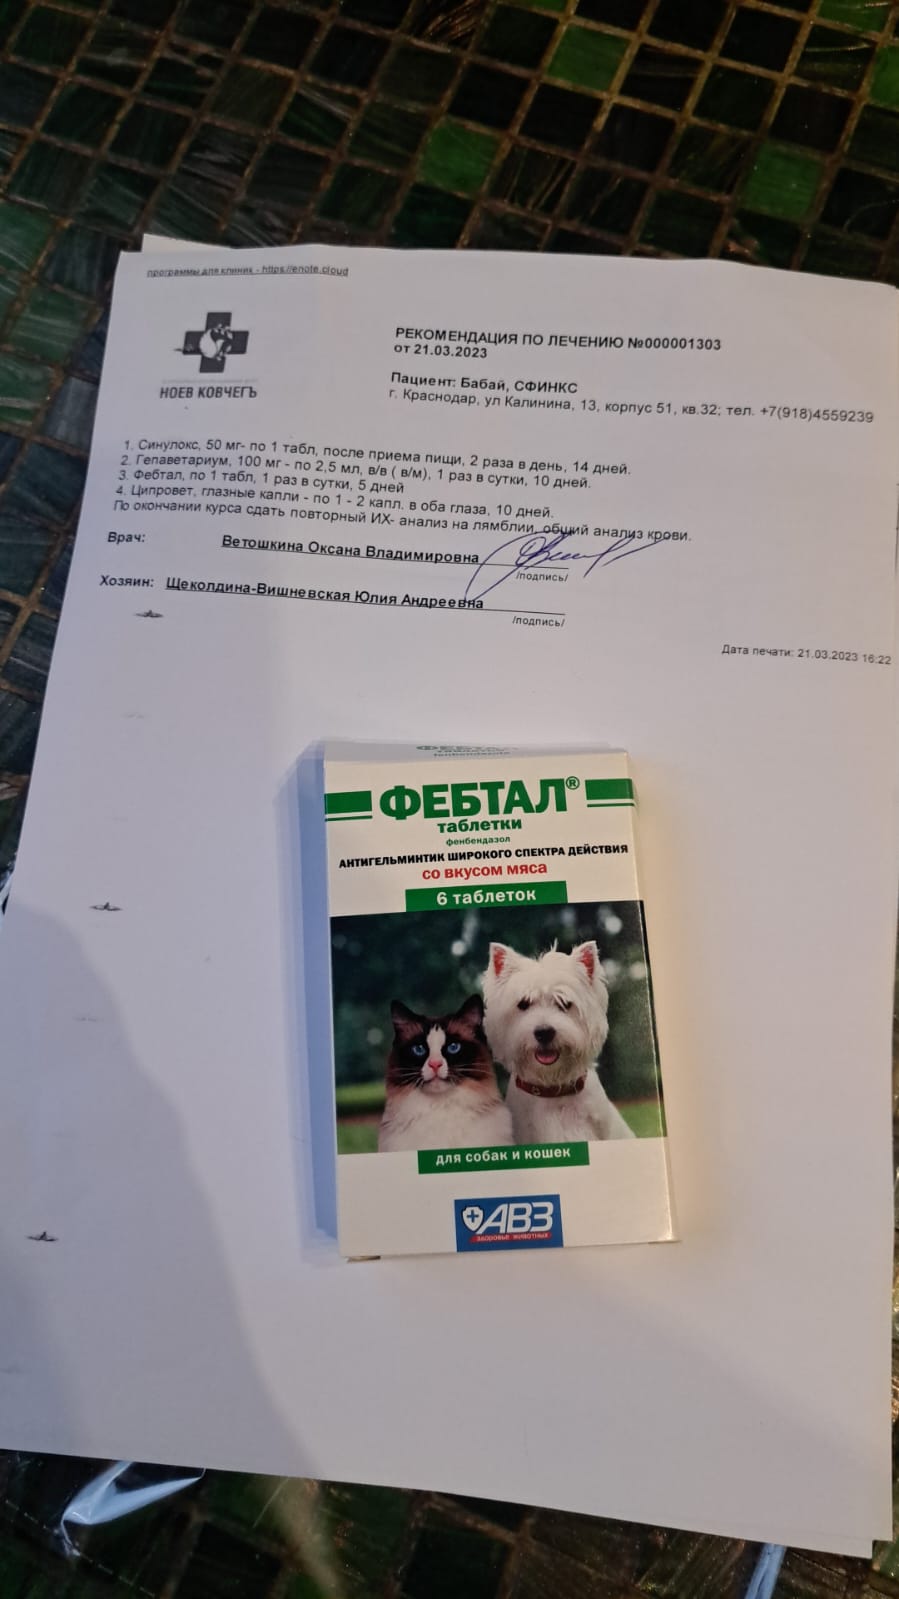 программы для клиник - https://enote.cloud
НОЕВ КОВЧЕГЪ
РЕКОМЕНДАЦИЯ ПО ЛЕЧЕНИЮ №000001303
от 21.03.2023
Пациент: Бабай, СФИНКС
г. Краснодар, ул Калинина, 13, корпус 51, кв.32; тел. +7(918)4559239
1. Синулокс, 50 мг- по 1 табл, после приема пищи, 2 раза в день, 14 дней.
2. Гепаветариум, 100 мг - по 2,5 мл, в/в ( в/м), 1 раз в сутки, 10 дней.
3. Фебтал, по 1 табл, 1 раз в сутки, 5 дней
4. Ципровет, глазные капли - по 1 - 2 капл. в оба глаза, 10 дней.
По окончании курса сдать повторный ИХ- анализ на лямблии, общий анализ крови.
Врач: Ветошкина Оксана Владимировна
/подпись/
Хозяин: Щеколдина-Вишневская Юлия Андреевна
/подпись/
Дата печати: 21.03.2023 16:22
ФЕБТАЛ®
таблетки
фенбендазол
АНТИГЕЛЬМИНТИК ШИРОКОГО СПЕКТРА ДЕЙСТВИЯ
СО ВКУСОМ МЯСА
6 таблеток
для собак и кошек
АВЗ
ЗДОРОВЬЕ ЖИВОТНЫХ